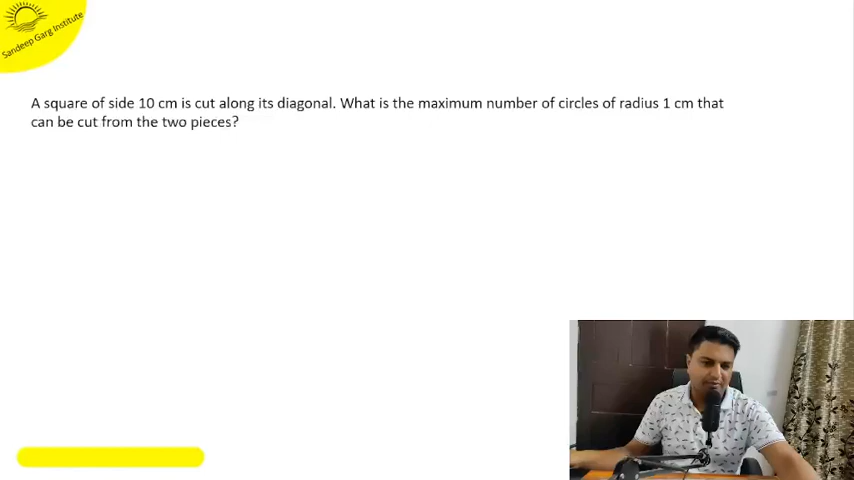 Sandeep Garg Institute
A square of side 10 cm is cut along its diagonal. What is the maximum number of circles of radius 1 cm that
can be cut from the two pieces?